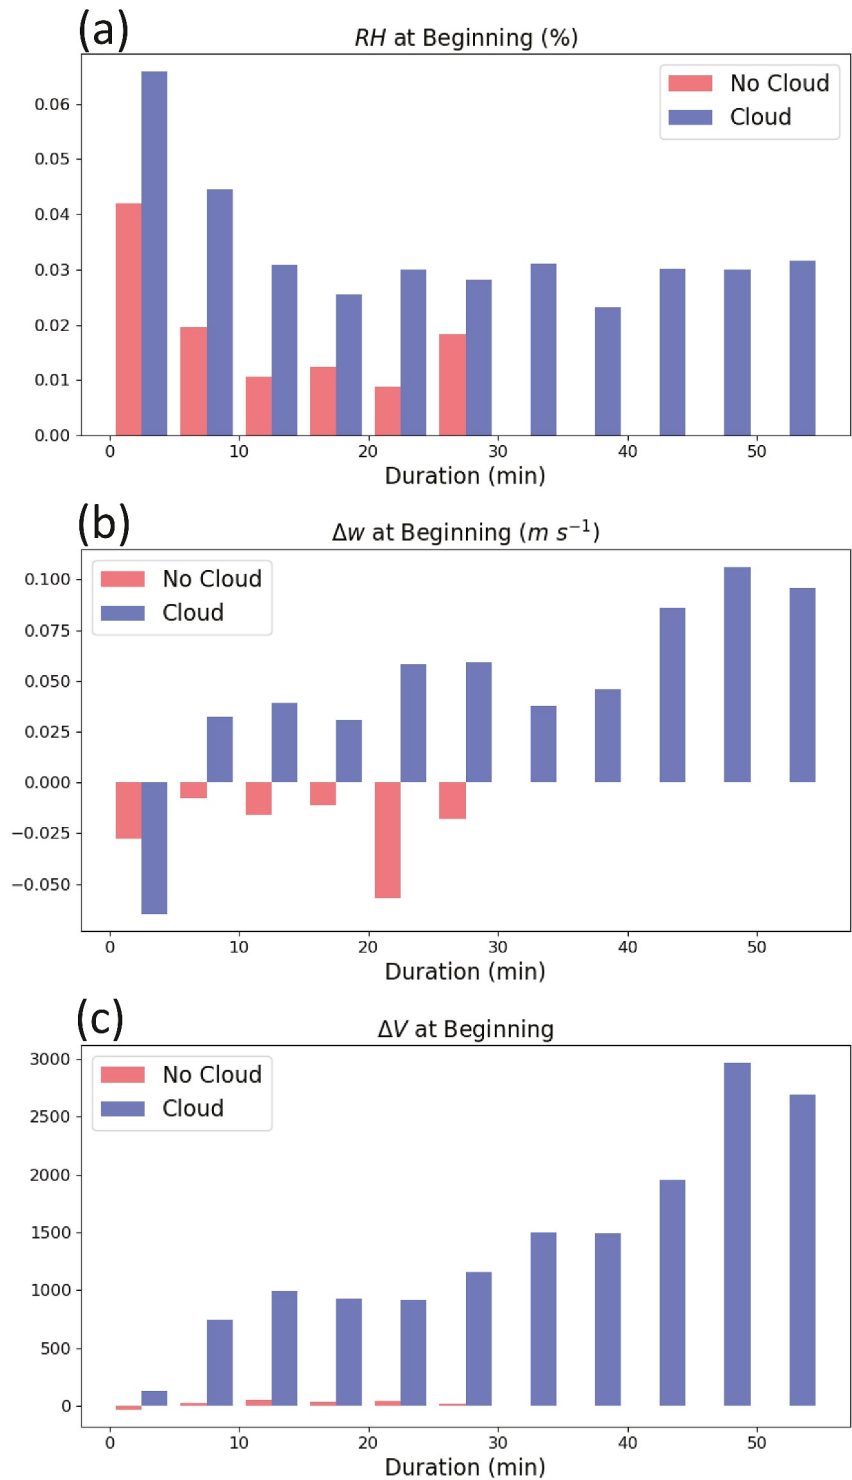 (a)
RH at Beginning (%)
No Cloud
Cloud
0.06
0.05
0.04
0.03
0.02
0.01
0.00
0 10 20 30 40 50
Duration (min)
(b)
Δw at Beginning (m s⁻¹)
No Cloud
Cloud
0.100
0.075
0.050
0.025
0.000
−0.025
−0.050
0 10 20 30 40 50
Duration (min)
(c)
ΔV at Beginning
No Cloud
Cloud
3000
2500
2000
1500
1000
500
0
0 10 20 30 40 50
Duration (min)